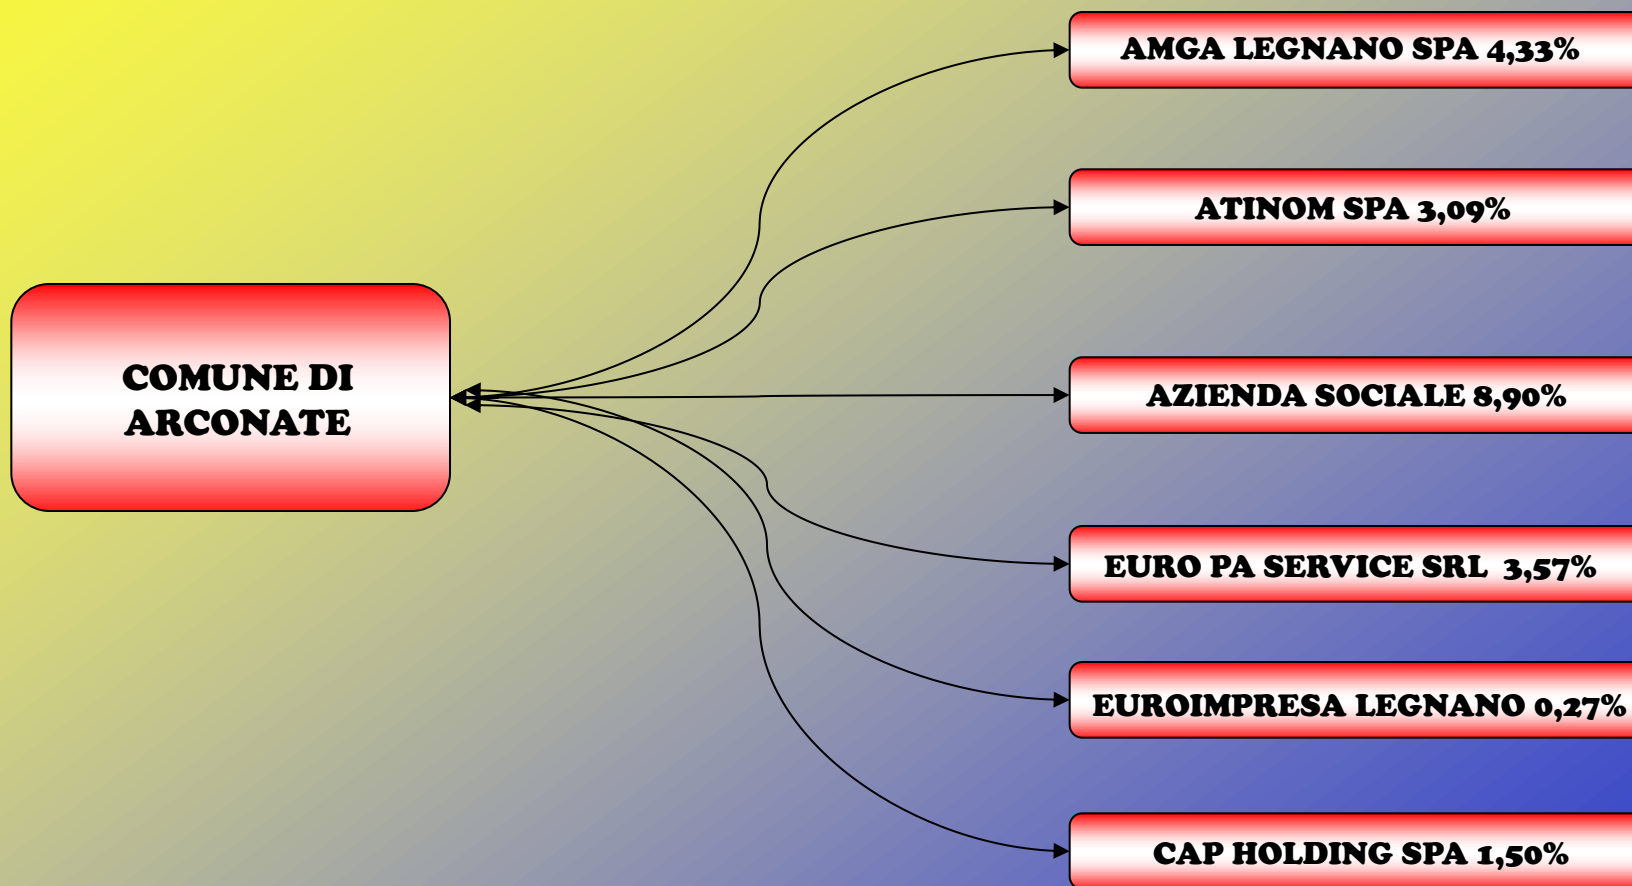 AMGA LEGNANO SPA 4,33%
ATINOM SPA 3,09%
COMUNE DI
ARCONATE
AZIENDA SOCIALE 8,90%
EURO PA SERVICE SRL 3,57%
EUROIMPRESA LEGNANO 0,27%
CAP HOLDING SPA 1,50%